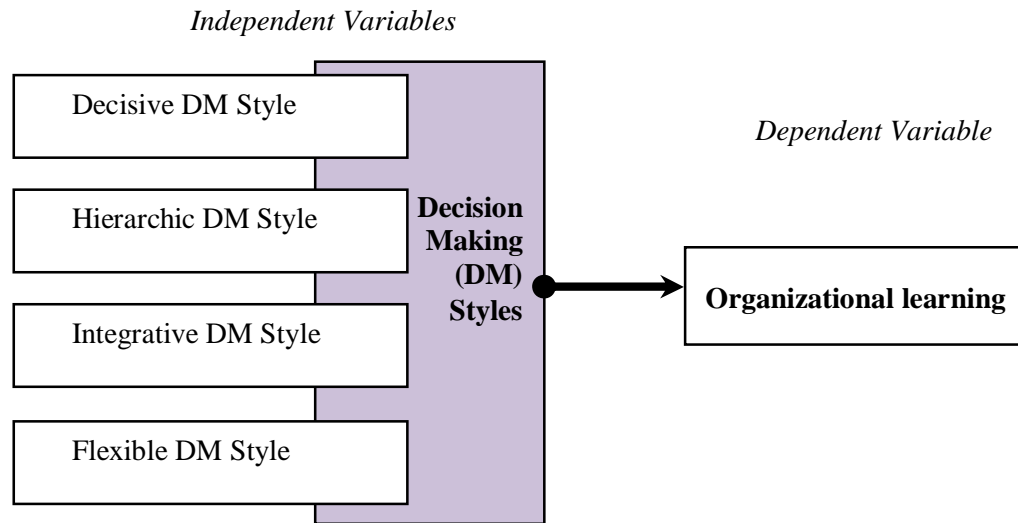 Independent Variables
Decisive DM Style
Dependent Variable
Hierarchic DM Style
Decision
Making
(DM)
Styles
Organizational learning
Integrative DM Style
Flexible DM Style